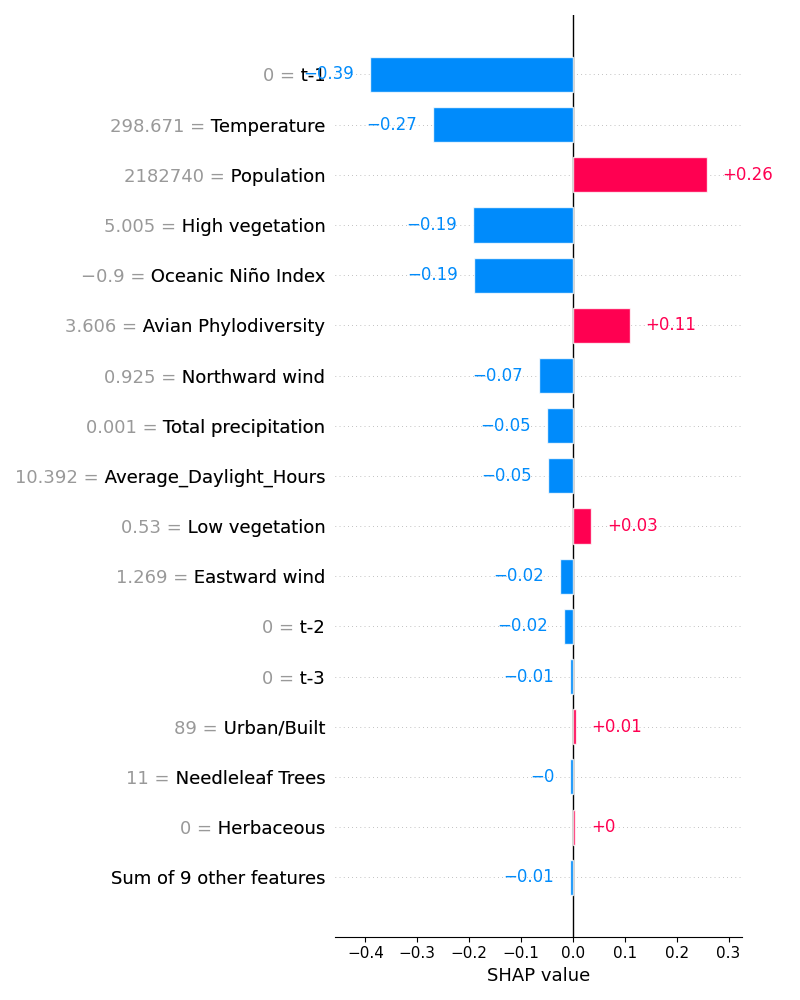 0 = t-1 −0.39
298.671 = Temperature −0.27
2182740 = Population +0.26
5.005 = High vegetation −0.19
−0.9 = Oceanic Niño Index −0.19
3.606 = Avian Phylodiversity +0.11
0.925 = Northward wind −0.07
0.001 = Total precipitation −0.05
10.392 = Average_Daylight_Hours −0.05
0.53 = Low vegetation +0.03
1.269 = Eastward wind −0.02
0 = t-2 −0.02
0 = t-3 −0.01
89 = Urban/Built +0.01
11 = Needleleaf Trees −0
0 = Herbaceous +0
Sum of 9 other features −0.01
−0.4 −0.3 −0.2 −0.1 0.0 0.1 0.2 0.3
SHAP value